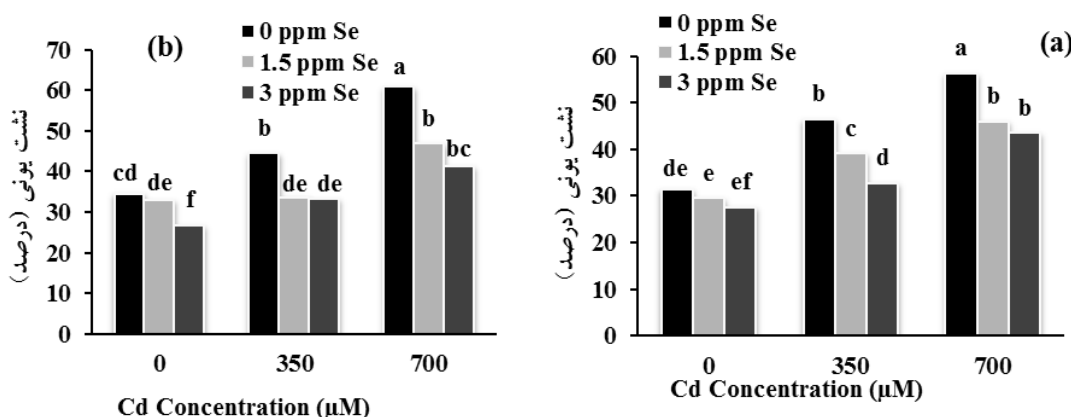 (b)
0 ppm Se
1.5 ppm Se
3 ppm Se
نشت یونی (درصد)
70
60
50
40
30
20
10
0
cd
de
f
b
de
de
a
b
bc
0
350
700
Cd Concentration (µM)
(a)
0 ppm Se
1.5 ppm Se
3 ppm Se
نشت یونی (درصد)
60
50
40
30
20
10
0
de
e
ef
b
c
d
a
b
b
0
350
700
Cd Concentration (µM)